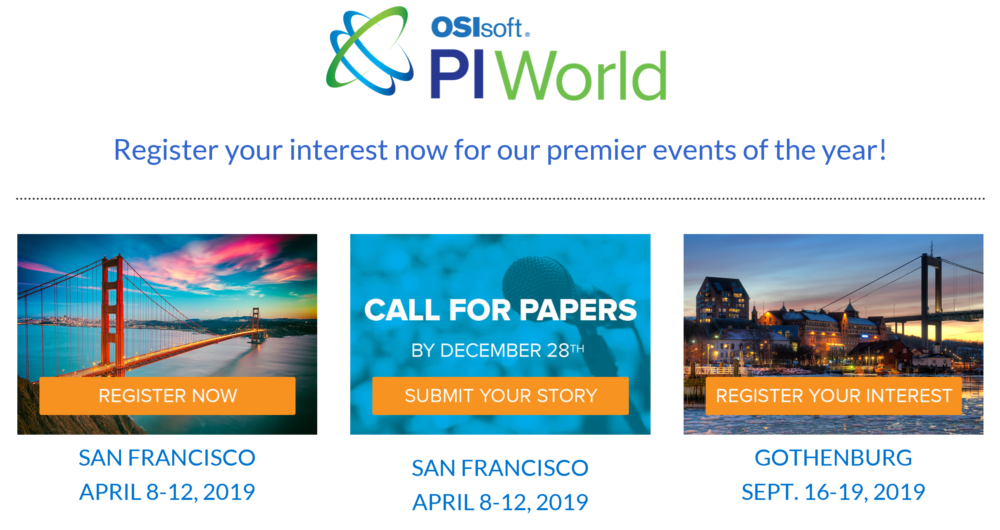 OSIsoft®
PI World
Register your interest now for our premier events of the year!
REGISTER NOW
SAN FRANCISCO
APRIL 8-12, 2019
CALL FOR PAPERS
BY DECEMBER 28TH
SUBMIT YOUR STORY
SAN FRANCISCO
APRIL 8-12, 2019
REGISTER YOUR INTEREST
GOTHENBURG
SEPT. 16-19, 2019